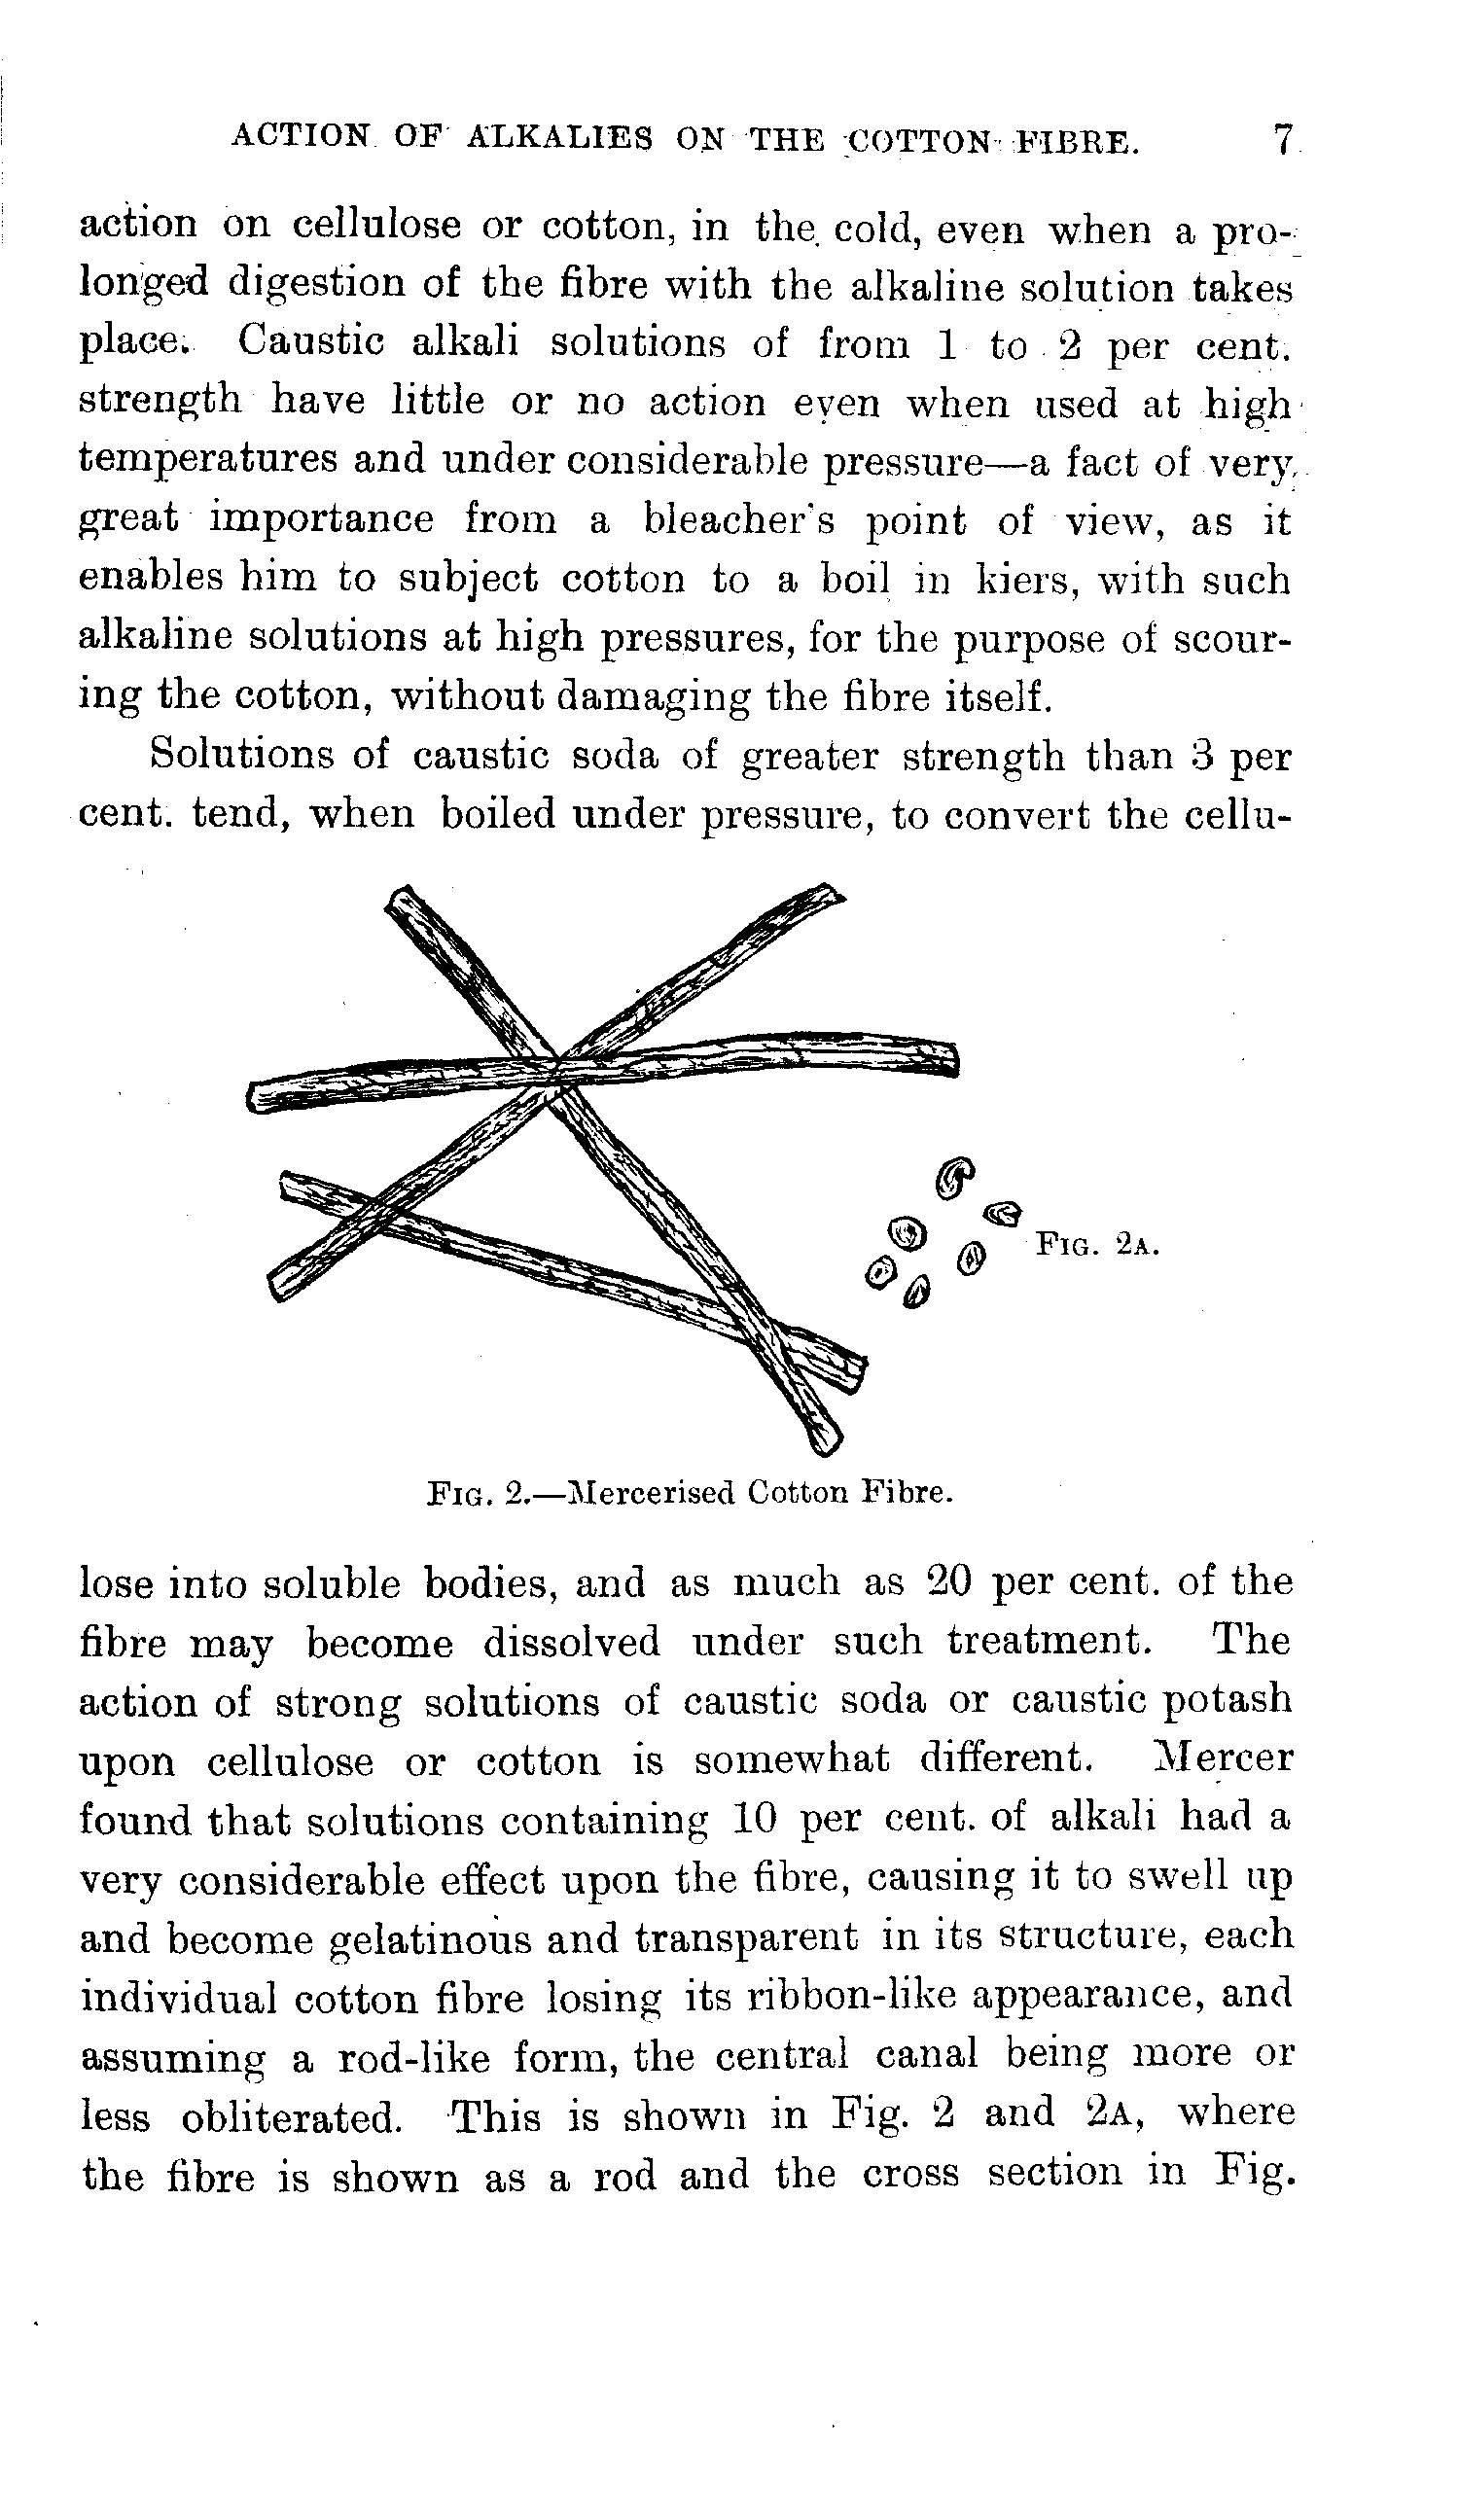 ACTION OF ALKALIES ON THE COTTON FIBRE. 7
action on cellulose or cotton, in the cold, even when a pro-
longed digestion of the fibre with the alkaline solution takes
place. Caustic alkali solutions of from 1 to 2 per cent.
strength have little or no action even when used at high
temperatures and under considerable pressure—a fact of very
great importance from a bleacher's point of view, as it
enables him to subject cotton to a boil in kiers, with such
alkaline solutions at high pressures, for the purpose of scour-
ing the cotton, without damaging the fibre itself.
Solutions of caustic soda of greater strength than 3 per
cent. tend, when boiled under pressure, to convert the cellu-
FIG. 2A.
FIG. 2.—Mercerised Cotton Fibre.
lose into soluble bodies, and as much as 20 per cent. of the
fibre may become dissolved under such treatment. The
action of strong solutions of caustic soda or caustic potash
upon cellulose or cotton is somewhat different. Mercer
found that solutions containing 10 per cent. of alkali had a
very considerable effect upon the fibre, causing it to swell up
and become gelatinous and transparent in its structure, each
individual cotton fibre losing its ribbon-like appearance, and
assuming a rod-like form, the central canal being more or
less obliterated. This is shown in Fig. 2 and 2A, where
the fibre is shown as a rod and the cross section in Fig.